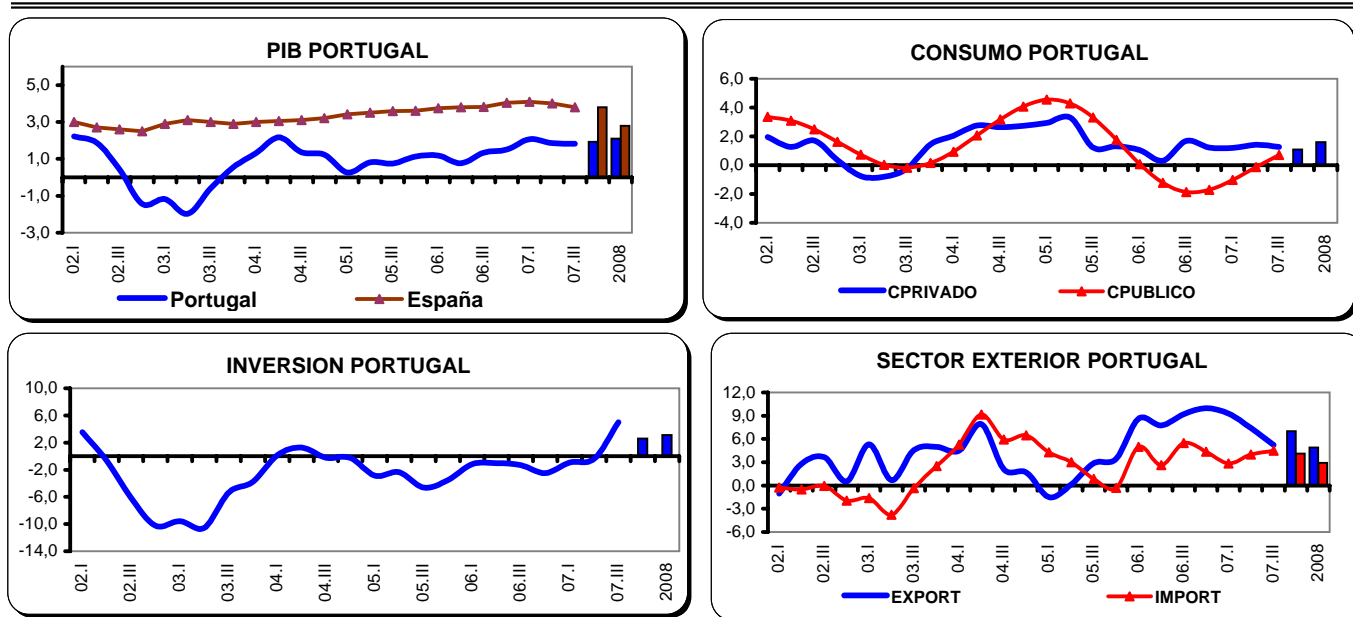 PIB PORTUGAL
5,0
3,0
1,0
-1,0
-3,0
02.I
02.III
03.I
03.III
04.I
04.III
05.I
05.III
06.I
06.III
07.I
07.III
2008
Portugal España
CONSUMO PORTUGAL
6,0
4,0
2,0
0,0
-2,0
-4,0
02.I
02.III
03.I
03.III
04.I
04.III
05.I
05.III
06.I
06.III
07.I
07.III
2008
CPRIVADO CPUBLICO
INVERSION PORTUGAL
10,0
6,0
2,0
-2,0
-6,0
-10,0
-14,0
02.I
02.III
03.I
03.III
04.I
04.III
05.I
05.III
06.I
06.III
07.I
07.III
2008
SECTOR EXTERIOR PORTUGAL
12,0
9,0
6,0
3,0
0,0
-3,0
-6,0
02.I
02.III
03.I
03.III
04.I
04.III
05.I
05.III
06.I
06.III
07.I
07.III
2008
EXPORT IMPORT